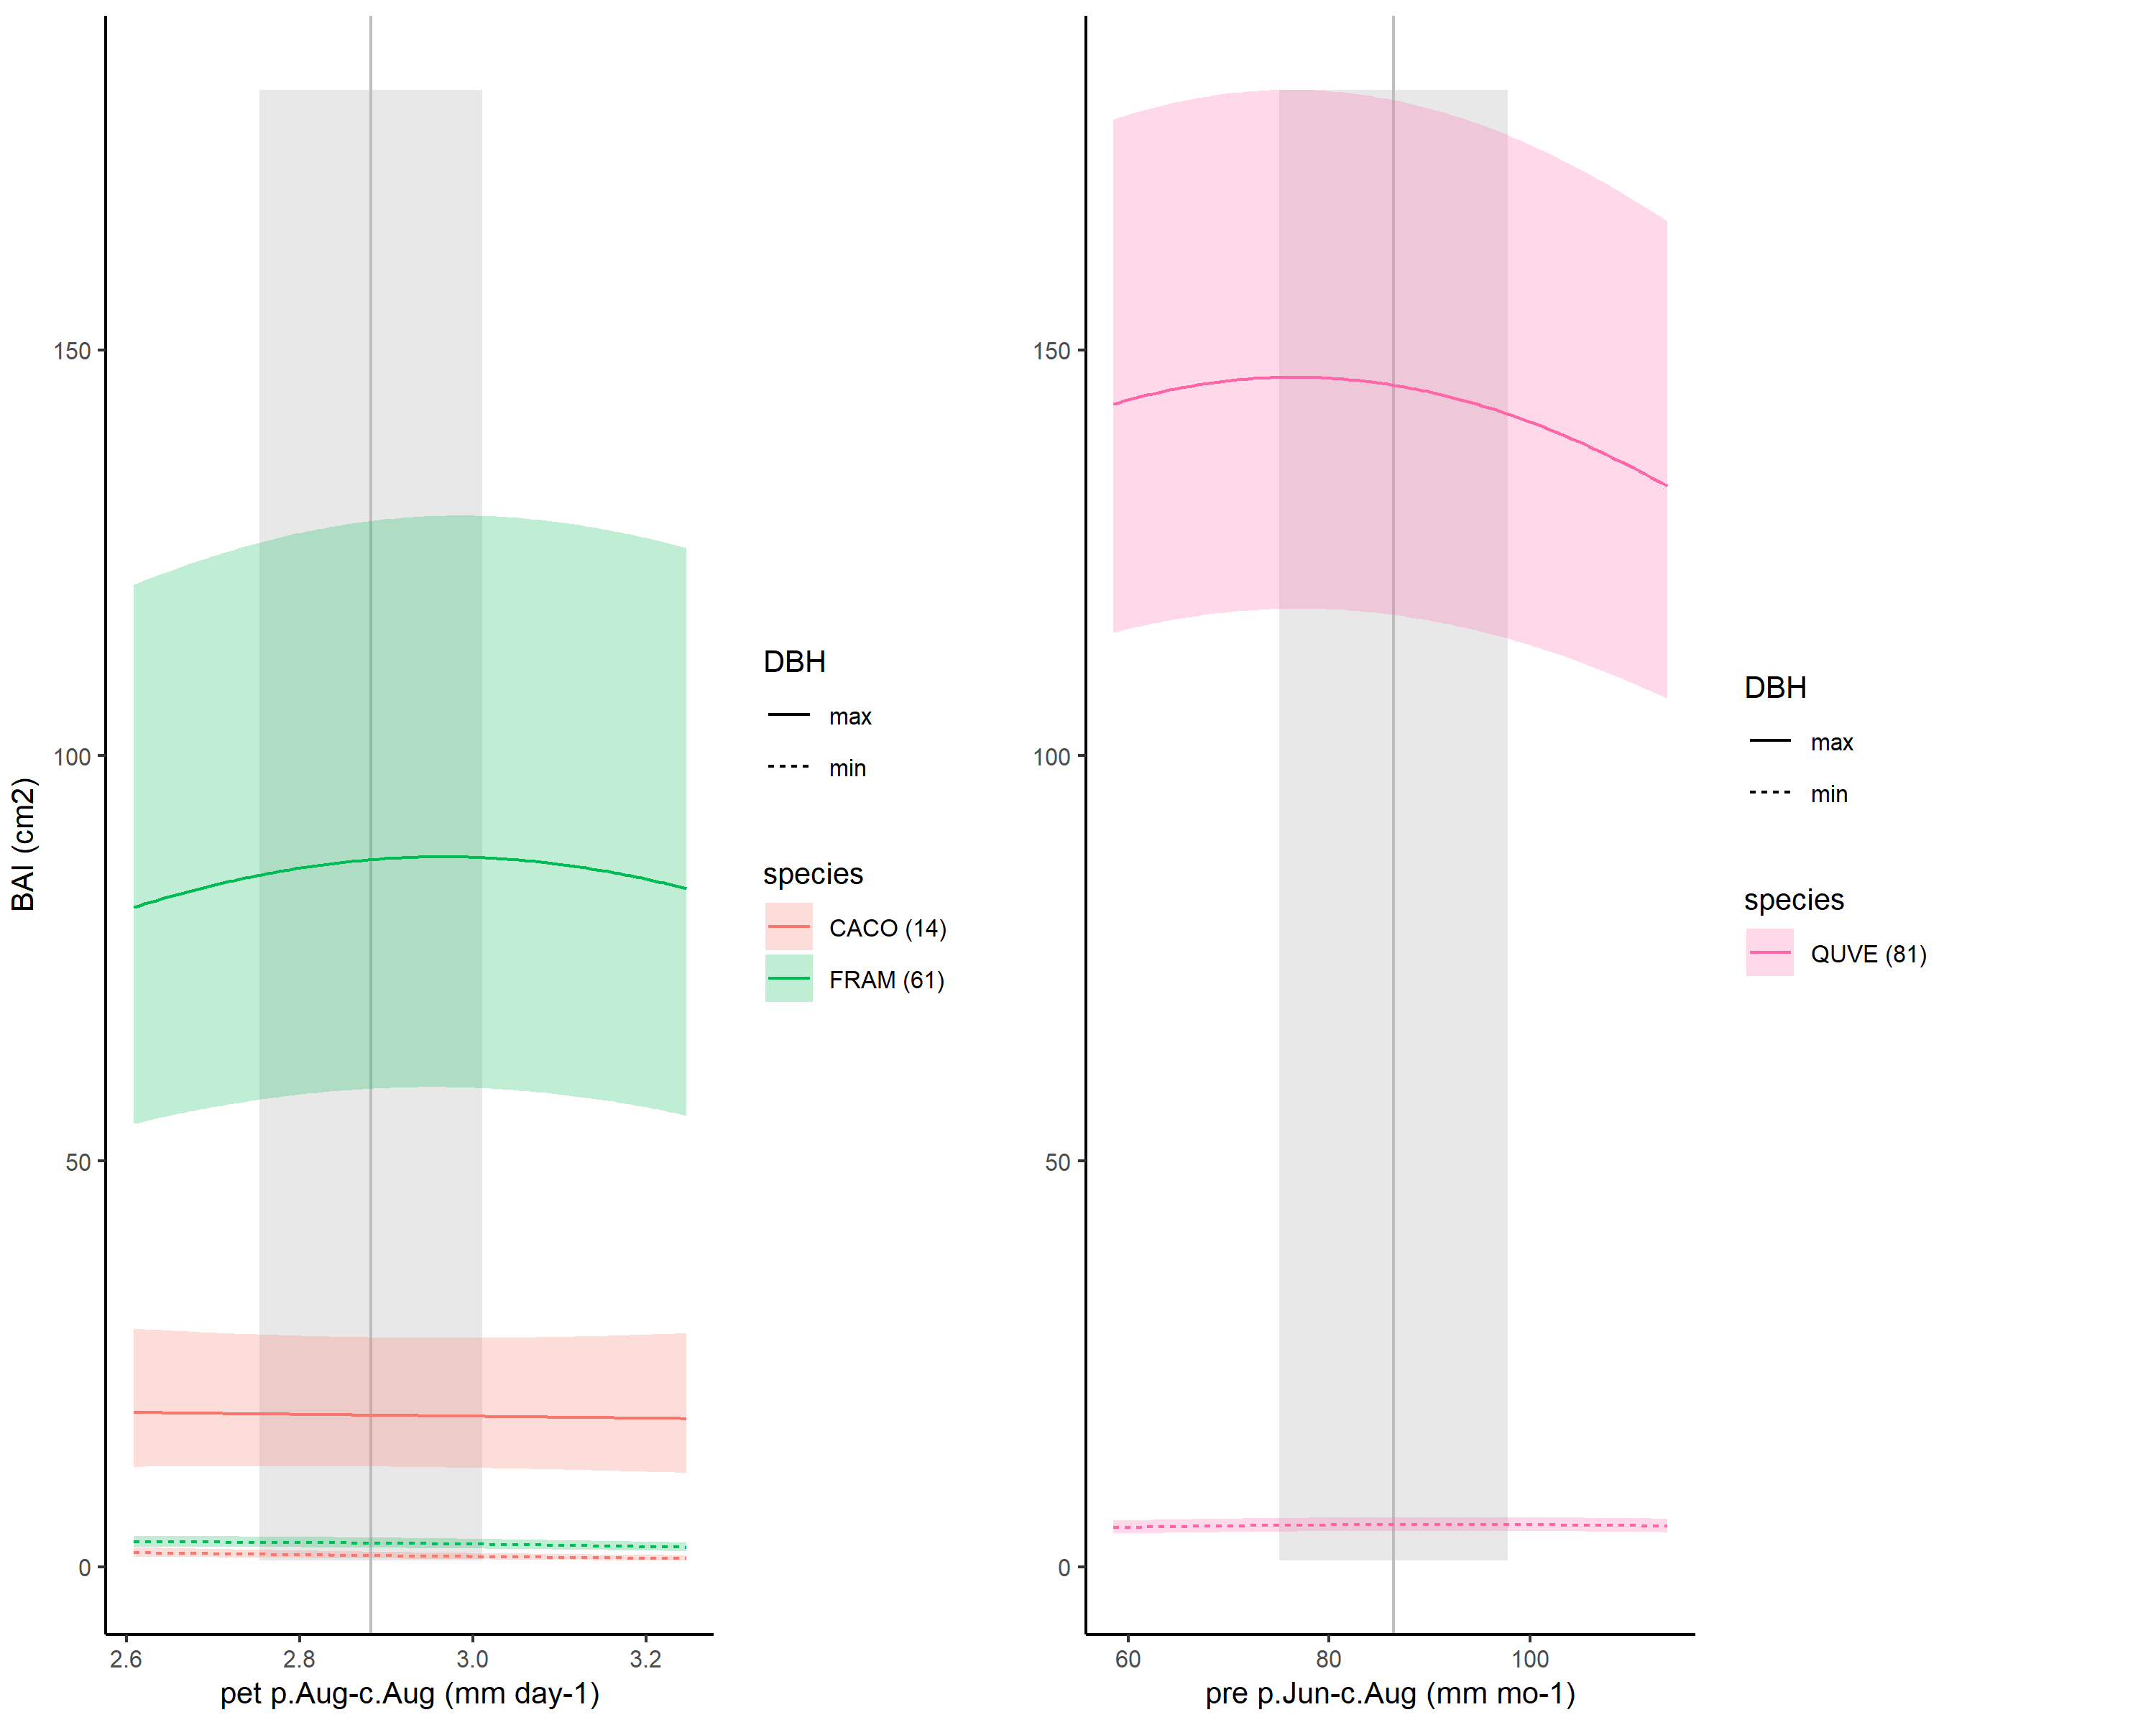 BAI (cm2)
150
100
50
0
2.6
2.8
3.0
3.2
pet p.Aug-c.Aug (mm day-1)
DBH
max
min
species
CACO (14)
FRAM (61)
150
100
50
0
60
80
100
pre p.Jun-c.Aug (mm mo-1)
DBH
max
min
species
QUVE (81)